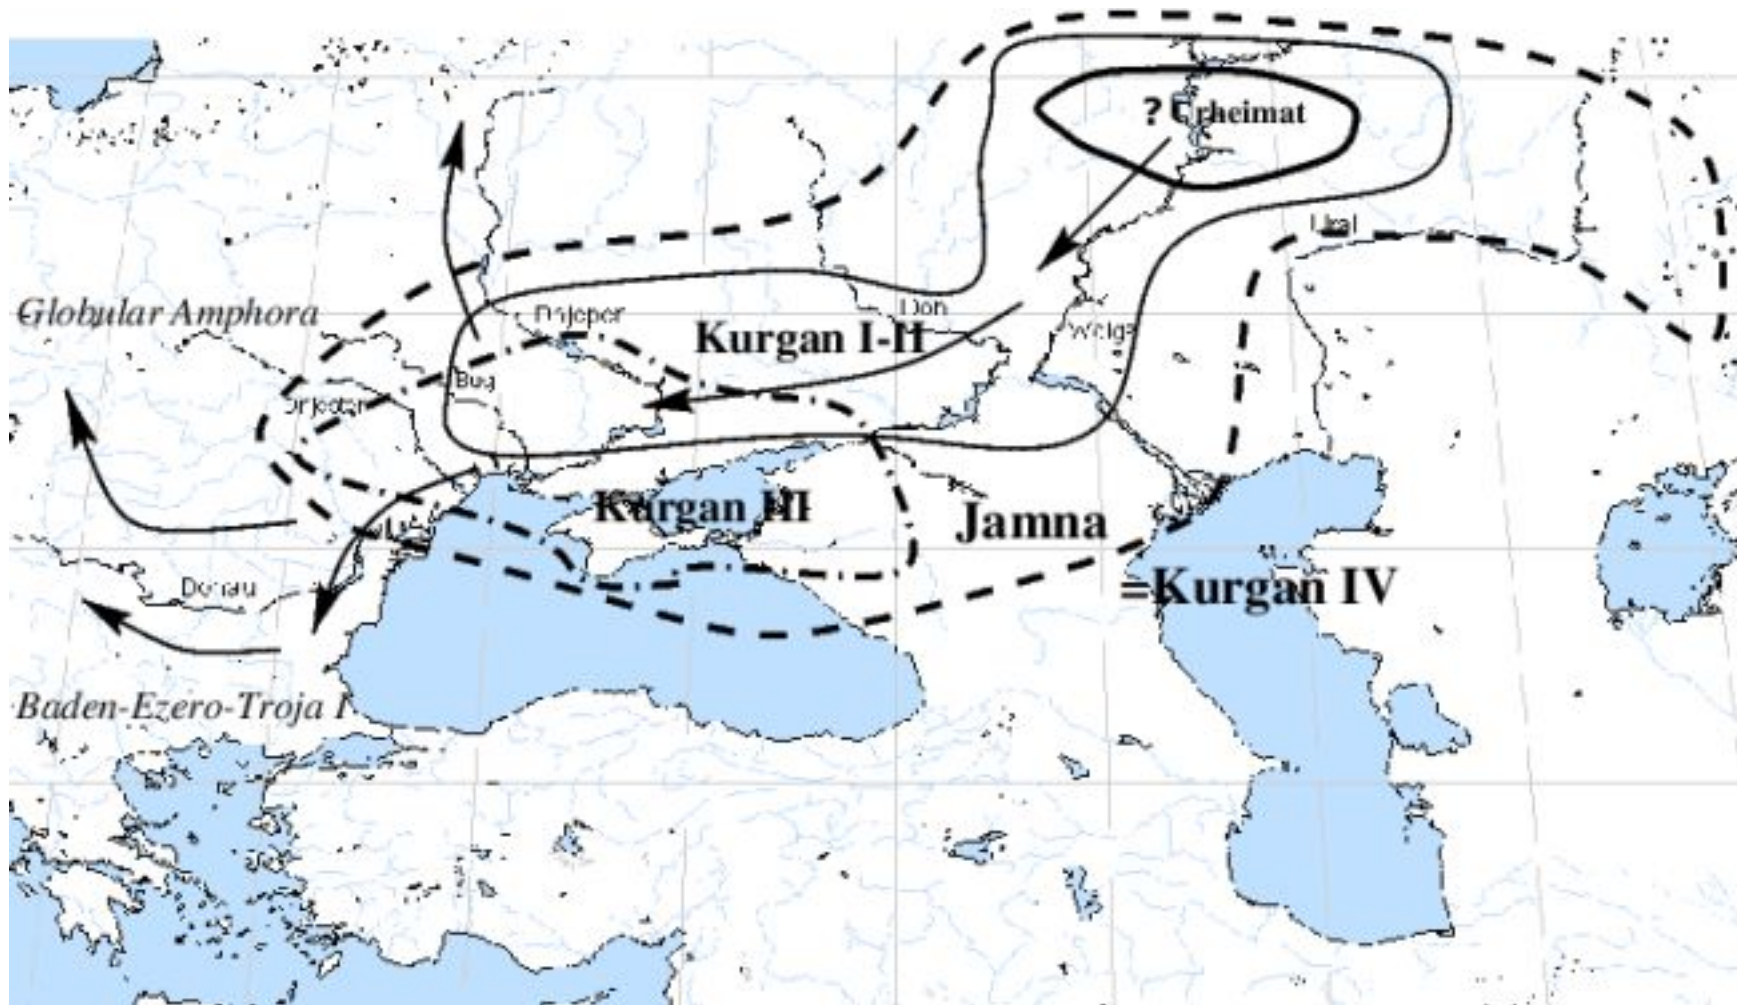 ? Urheimat
Ural
Globular Amphora
Dnjeper
Don
Kurgan I-II
Wolga
Bug
Dnjestr
Kurgan III
Jamna
Donau
=Kurgan IV
Baden-Ezero-Troja I